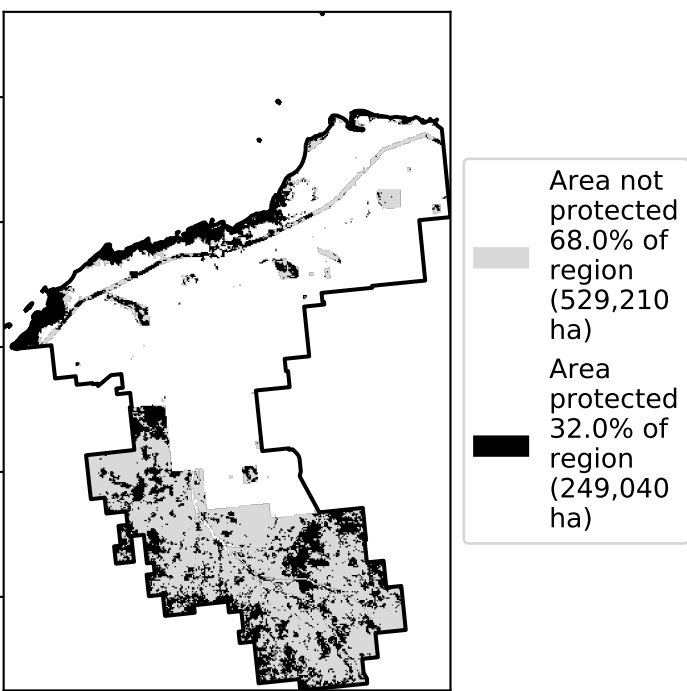 Area not
protected
68.0% of
region
(529,210
ha)
Area
protected
32.0% of
region
(249,040
ha)